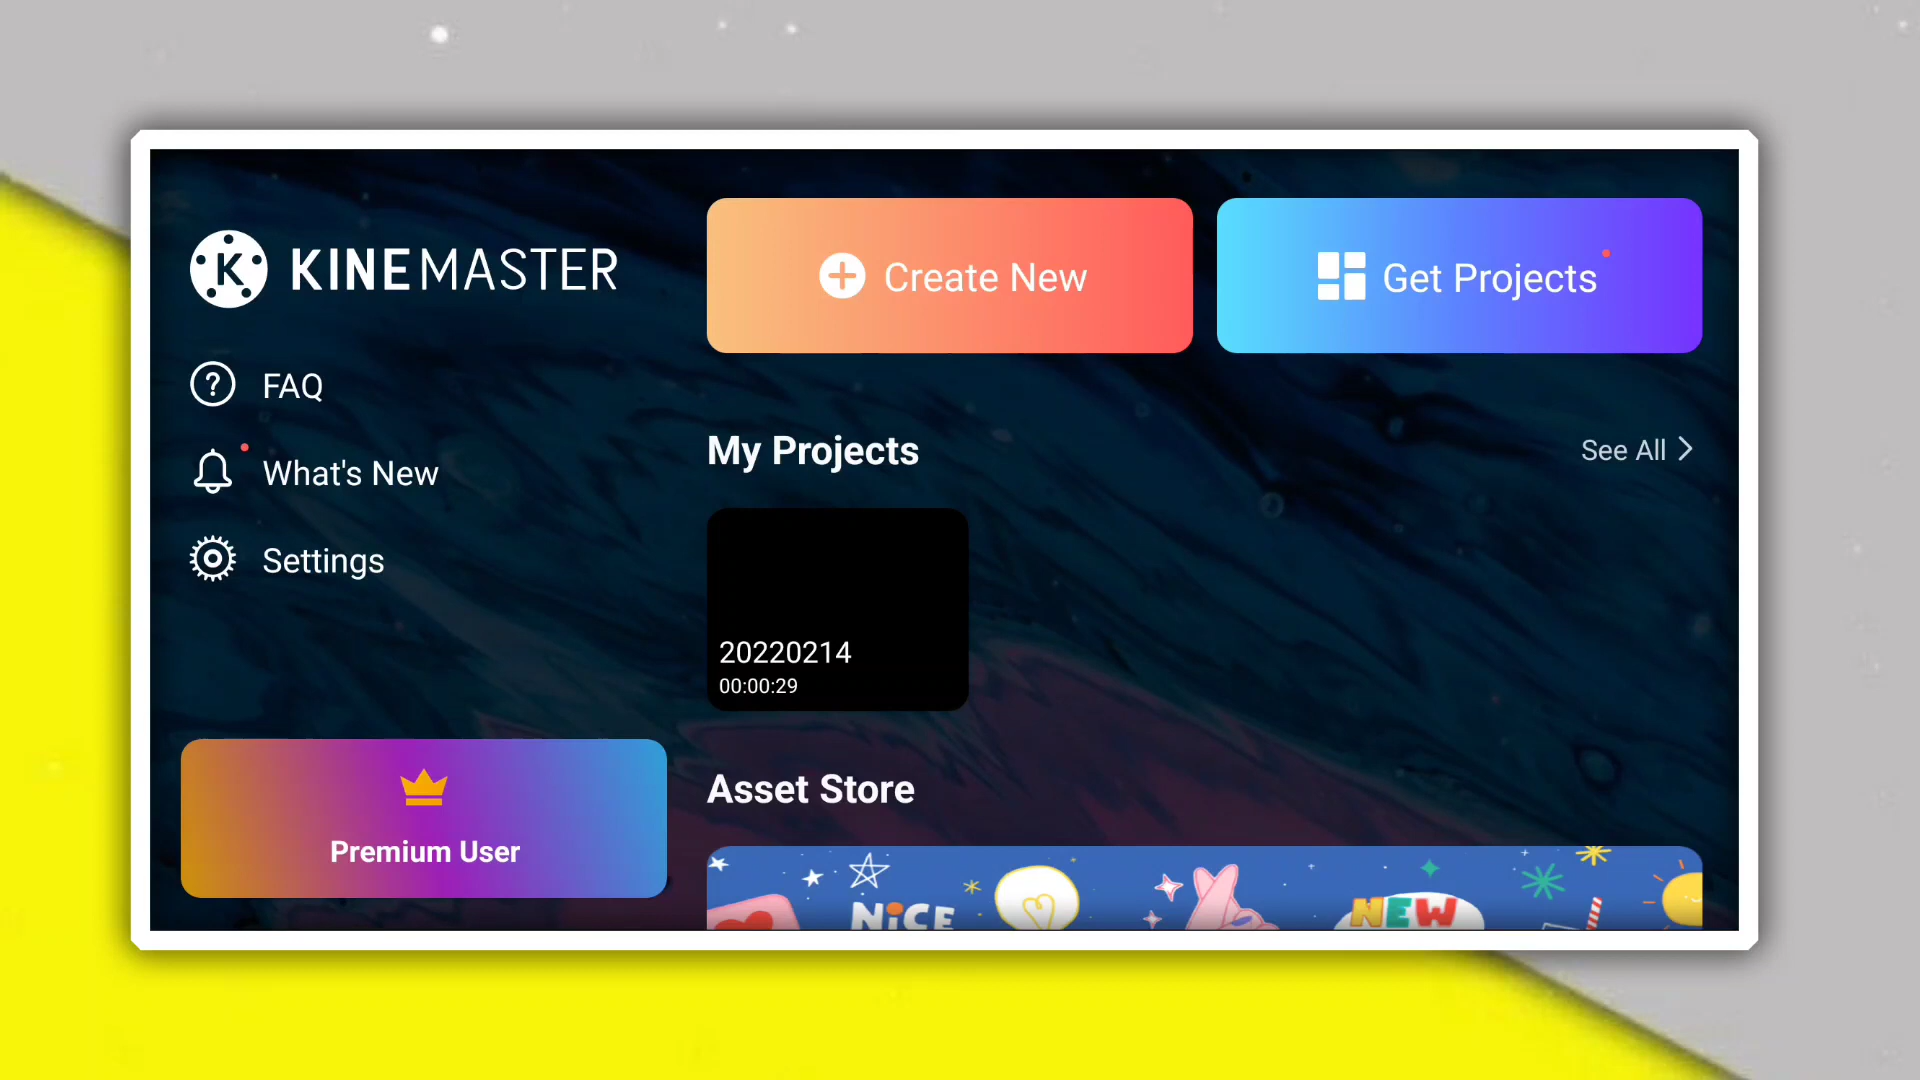 KINEMASTER
FAQ
What's New
Settings
Premium User
Create New
Get Projects
My Projects
See All
20220214
00:00:29
Asset Store
NiCE
NEW